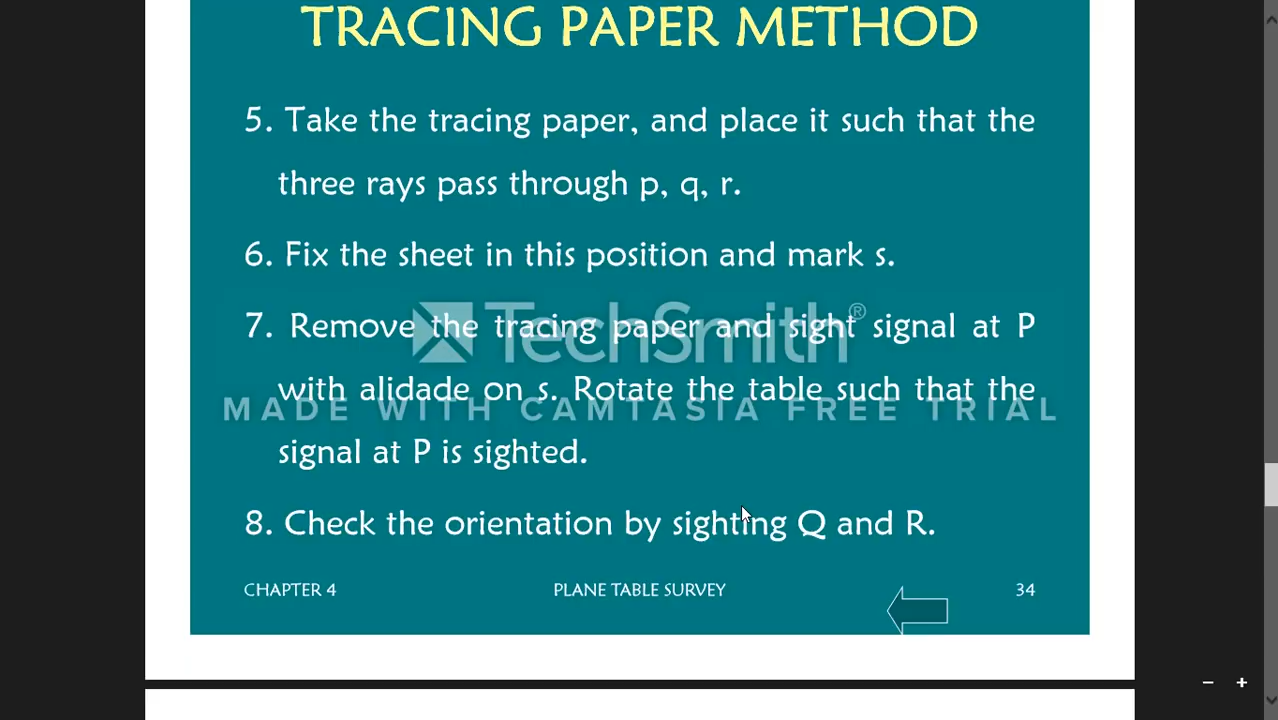 TRACING PAPER METHOD
5. Take the tracing paper, and place it such that the
three rays pass through p, q, r.
6. Fix the sheet in this position and mark s.
7. Remove the tracing paper and sight signal at P
with alidade on s. Rotate the table such that the
signal at P is sighted.
8. Check the orientation by sighting Q and R.
TechSmith®
MADE WITH CAMTASIA FREE TRIAL
CHAPTER 4 PLANE TABLE SURVEY 34